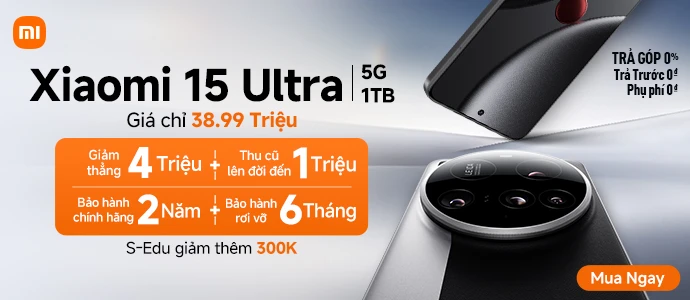 mi
Xiaomi 15 Ultra
5G
1TB
Giá chỉ 38.99 Triệu
Giảm thẳng 4 Triệu + Thu cũ lên đời đến 1 Triệu
Bảo hành chính hãng 2 Năm + Bảo hành rơi vỡ 6 Tháng
S-Edu giảm thêm 300K
TRẢ GÓP 0%
Trả Trước 0đ
Phụ phí 0đ
LEICA
Mua Ngay